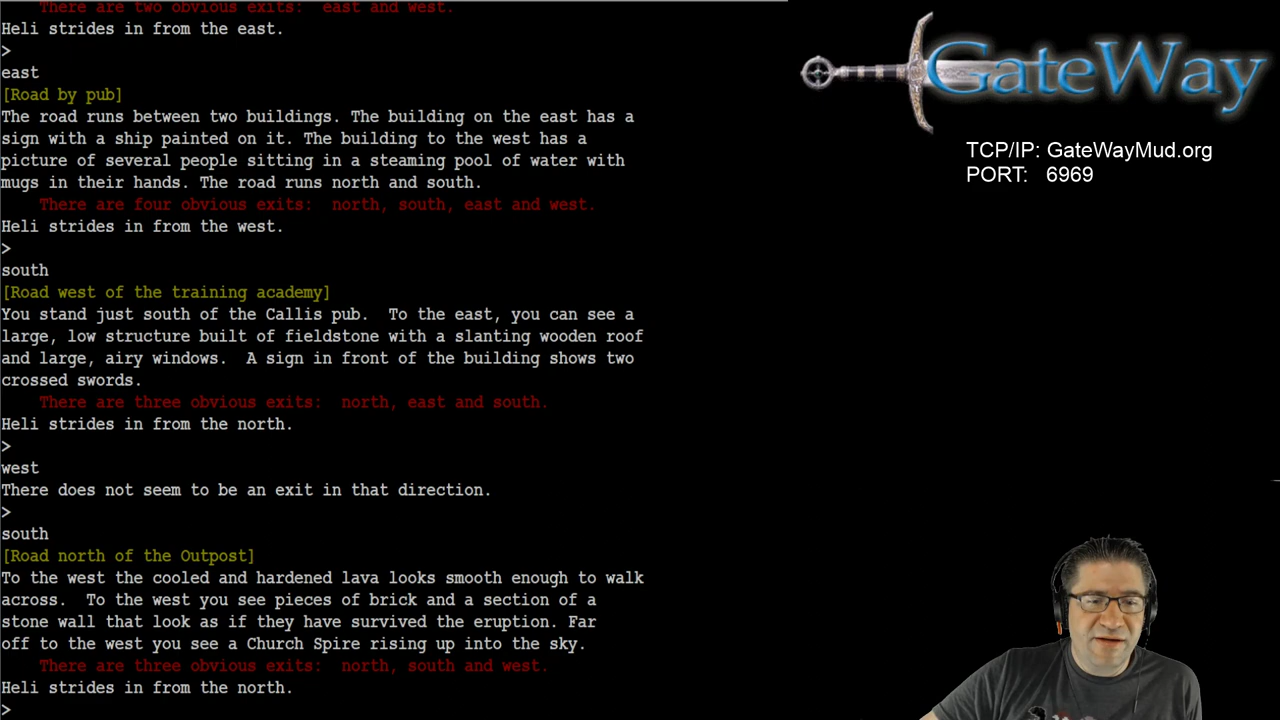 There are two obvious exits:  east and west.
Heli strides in from the east.
>
east
[Road by pub]
The road runs between two buildings. The building on the east has a
sign with a ship painted on it. The building to the west has a
picture of several people sitting in a steaming pool of water with
mugs in their hands. The road runs north and south.
There are four obvious exits:  north, south, east and west.
Heli strides in from the west.
>
south
[Road west of the training academy]
You stand just south of the Callis pub.  To the east, you can see a
large, low structure built of fieldstone with a slanting wooden roof
and large, airy windows.  A sign in front of the building shows two
crossed swords.
There are three obvious exits:  north, east and south.
Heli strides in from the north.
>
west
There does not seem to be an exit in that direction.
>
south
[Road north of the Outpost]
To the west the cooled and hardened lava looks smooth enough to walk
across.  To the west you see pieces of brick and a section of a
stone wall that look as if they have survived the eruption. Far
off to the west you see a Church Spire rising up into the sky.
There are three obvious exits:  north, south and west.
Heli strides in from the north.
>
GateWay
TCP/IP: GateWayMud.org
PORT:   6969